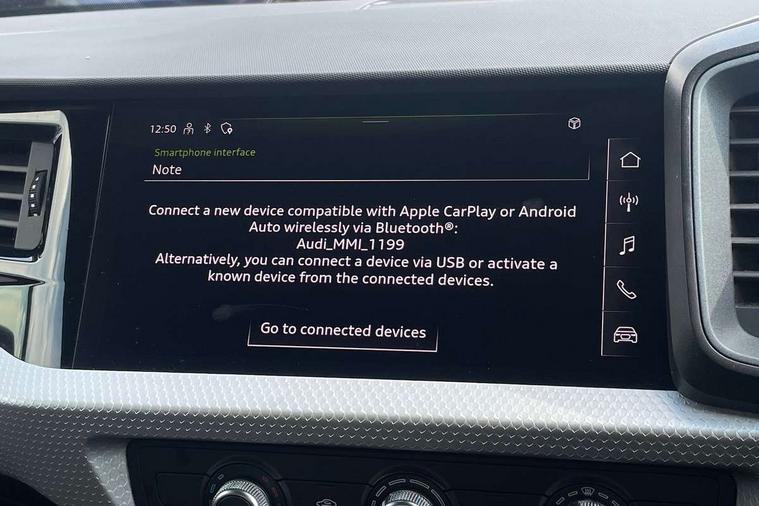 12:50
Smartphone interface
Note
Connect a new device compatible with Apple CarPlay or Android
Auto wirelessly via Bluetooth®:
Audi_MMI_1199
Alternatively, you can connect a device via USB or activate a
known device from the connected devices.
Go to connected devices